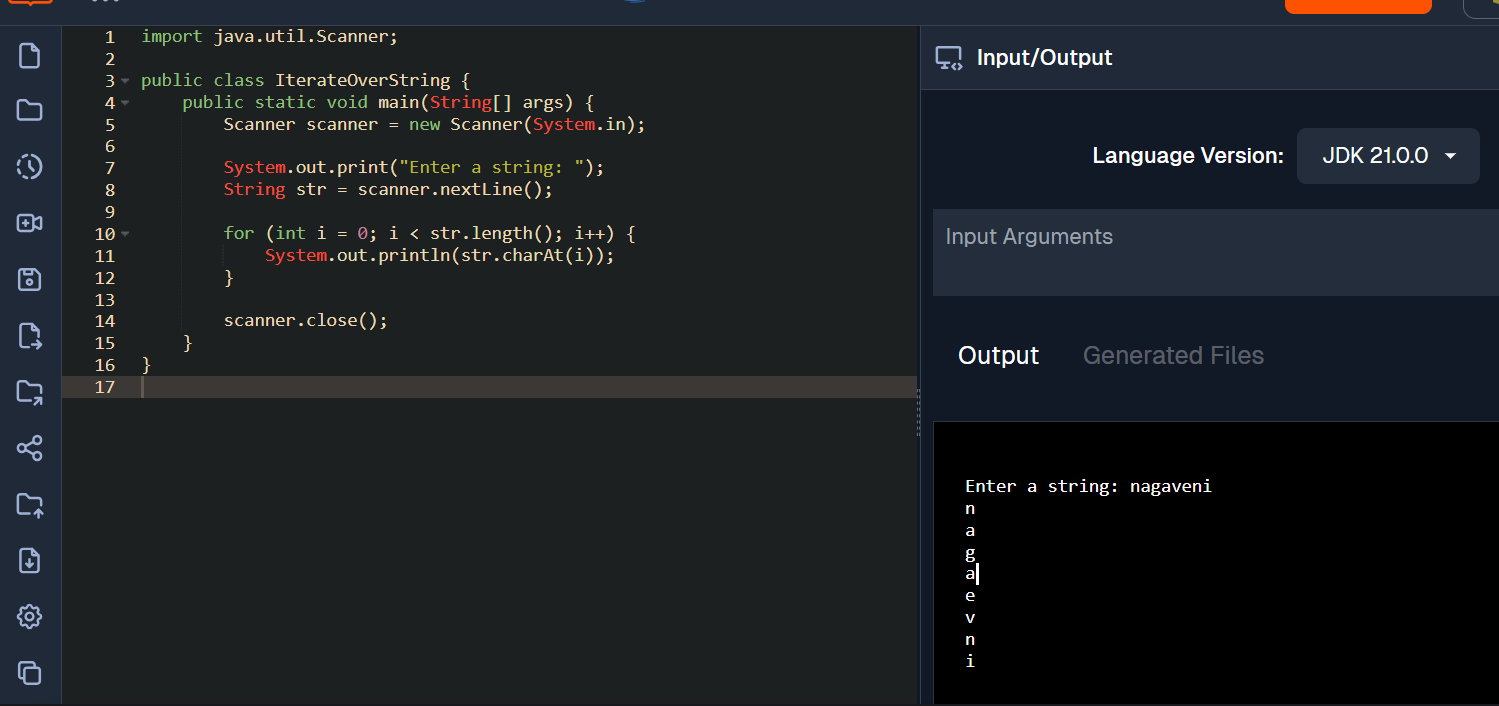 1 import java.util.Scanner;
2
3 public class IterateOverString {
4     public static void main(String[] args) {
5         Scanner scanner = new Scanner(System.in);
6
7         System.out.print("Enter a string: ");
8         String str = scanner.nextLine();
9
10         for (int i = 0; i < str.length(); i++) {
11             System.out.println(str.charAt(i));
12         }
13
14         scanner.close();
15     }
16 }
17
Input/Output
Language Version: JDK 21.0.0
Input Arguments
Output Generated Files
Enter a string: nagaveni
n
a
g
a
e
v
n
i